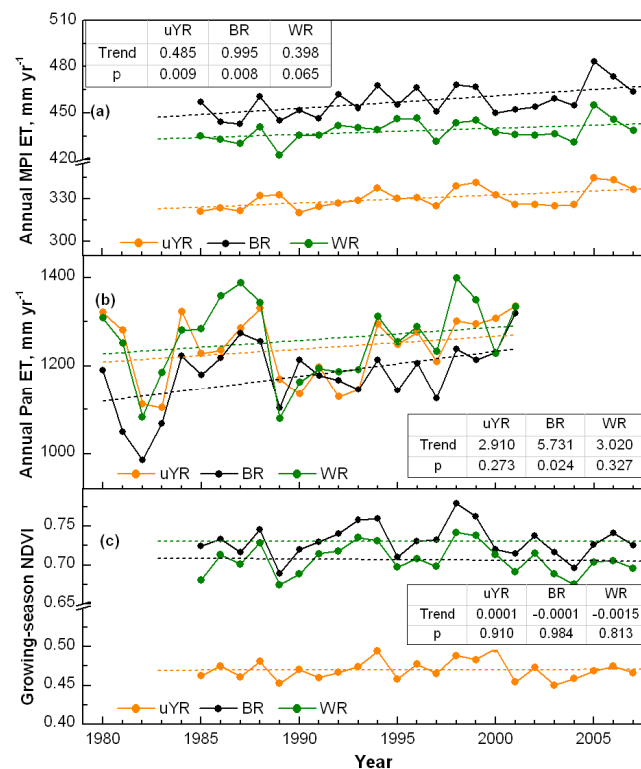 510
480
450
420
330
300
Annual MPI ET, mm yr⁻¹
uYR BR WR
Trend 0.485 0.995 0.398
p 0.009 0.008 0.065
(a)
uYR BR WR
1400
1200
1000
Annual Pan ET, mm yr⁻¹
(b)
uYR BR WR
Trend 2.910 5.731 3.020
p 0.273 0.024 0.327
uYR BR WR
0.75
0.70
0.65
0.50
0.45
0.40
Growing-season NDVI
(c)
uYR BR WR
Trend 0.0001 -0.0001 -0.0015
p 0.910 0.984 0.813
uYR BR WR
1980 1985 1990 1995 2000 2005
Year